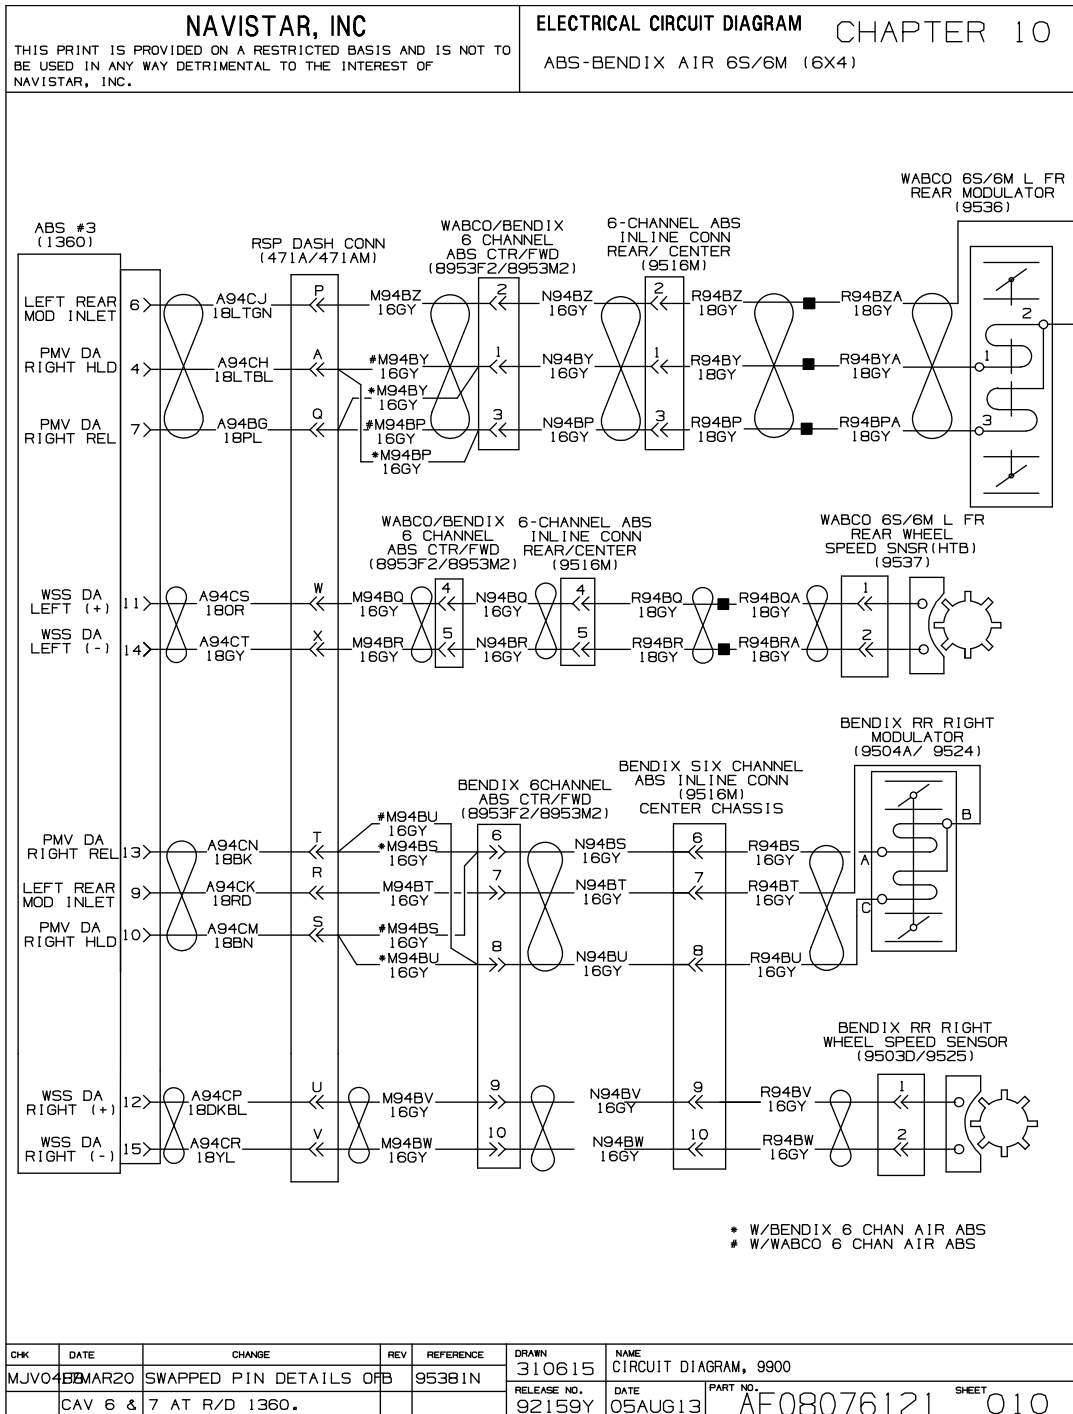 NAVISTAR, INC
THIS PRINT IS PROVIDED ON A RESTRICTED BASIS AND IS NOT TO
BE USED IN ANY WAY DETRIMENTAL TO THE INTEREST OF
NAVISTAR, INC.
ELECTRICAL CIRCUIT DIAGRAM CHAPTER 10
ABS-BENDIX AIR 6S/6M (6X4)
WABCO 6S/6M L FR
REAR MODULATOR
(9536)
ABS #3
(1360)
RSP DASH CONN
(471A/471AM)
WABCO/BENDIX
6 CHANNEL
ABS CTR/FWD
(8953F2/8953M2)
6-CHANNEL ABS
INLINE CONN
REAR/ CENTER
(9516M)
LEFT REAR
MOD INLET
6
A94CJ
18LTGN
P
M94BZ
16GY
2
N94BZ
16GY
2
R94BZ
18GY
R94BZA
18GY
2
PMV DA
RIGHT HLD
4
A94CH
18LTBL
A
#M94BY
16GY
1
N94BY
16GY
1
R94BY
18GY
R94BYA
18GY
1
*M94BY
16GY
PMV DA
RIGHT REL
7
A94BG
18PL
Q
#M94BP
16GY
3
N94BP
16GY
3
R94BP
18GY
R94BPA
18GY
3
*M94BP
16GY
WABCO/BENDIX
6 CHANNEL
ABS CTR/FWD
(8953F2/8953M2)
6-CHANNEL ABS
INLINE CONN
REAR/CENTER
(9516M)
WABCO 6S/6M L FR
REAR WHEEL
SPEED SNSR(HTB)
(9537)
WSS DA
LEFT (+)
11
A94CS
18OR
W
M94BQ
16GY
4
N94BQ
16GY
4
R94BQ
18GY
R94BQA
18GY
1
WSS DA
LEFT (-)
14
A94CT
18GY
X
M94BR
16GY
5
N94BR
16GY
5
R94BR
18GY
R94BRA
18GY
2
BENDIX RR RIGHT
MODULATOR
(9504A/ 9524)
BENDIX 6CHANNEL
ABS CTR/FWD
(8953F2/8953M2)
BENDIX SIX CHANNEL
ABS INLINE CONN
(9516M)
CENTER CHASSIS
#M94BU
16GY
B
PMV DA
RIGHT REL
13
A94CN
18BK
T
*M94BS
16GY
6
N94BS
16GY
6
R94BS
16GY
A
LEFT REAR
MOD INLET
9
A94CK
18RD
R
M94BT
16GY
7
N94BT
16GY
7
R94BT
16GY
C
PMV DA
RIGHT HLD
10
A94CM
18BN
S
#M94BS
16GY
*M94BU
16GY
8
N94BU
16GY
8
R94BU
16GY
BENDIX RR RIGHT
WHEEL SPEED SENSOR
(9503D/9525)
WSS DA
RIGHT (+)
12
A94CP
18DKBL
U
M94BV
16GY
9
N94BV
16GY
9
R94BV
16GY
1
WSS DA
RIGHT (-)
15
A94CR
18YL
V
M94BW
16GY
10
N94BW
16GY
10
R94BW
16GY
2
* W/BENDIX 6 CHAN AIR ABS
# W/WABCO 6 CHAN AIR ABS
CHK DATE CHANGE REV REFERENCE
SWAPPED PIN DETAILS OF B 95381N
CAV 6 & 7 AT R/D 1360.
DRAWN
310615
NAME
CIRCUIT DIAGRAM, 9900
RELEASE NO.
92159Y
DATE
05AUG13
PART NO.
AF08076121
SHEET
010